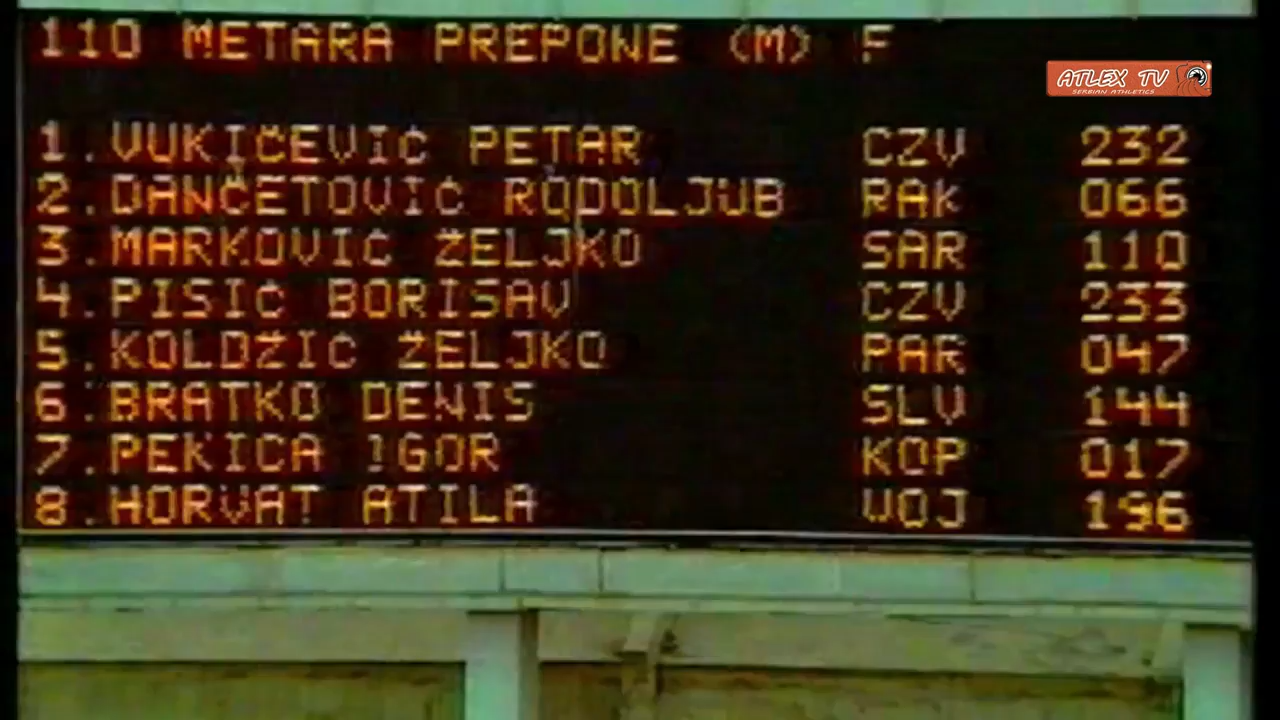 110 METARA PREPONE (M) F
ATLEX TV
SERBIAN ATHLETICS
1. VUKIČEVIĆ PETAR CZV 232
2. DANČETOVIĆ RODOLJUB RAK 066
3. MARKOVIĆ ŽELJKO SAR 110
4. PISIĆ BORISAV CZV 233
5. KOLDŽIĆ ŽELJKO PAR 047
6. BRATKO DENIS SLV 144
7. PEKICA IGOR KOP 017
8. HORVAT ATILA VOJ 196